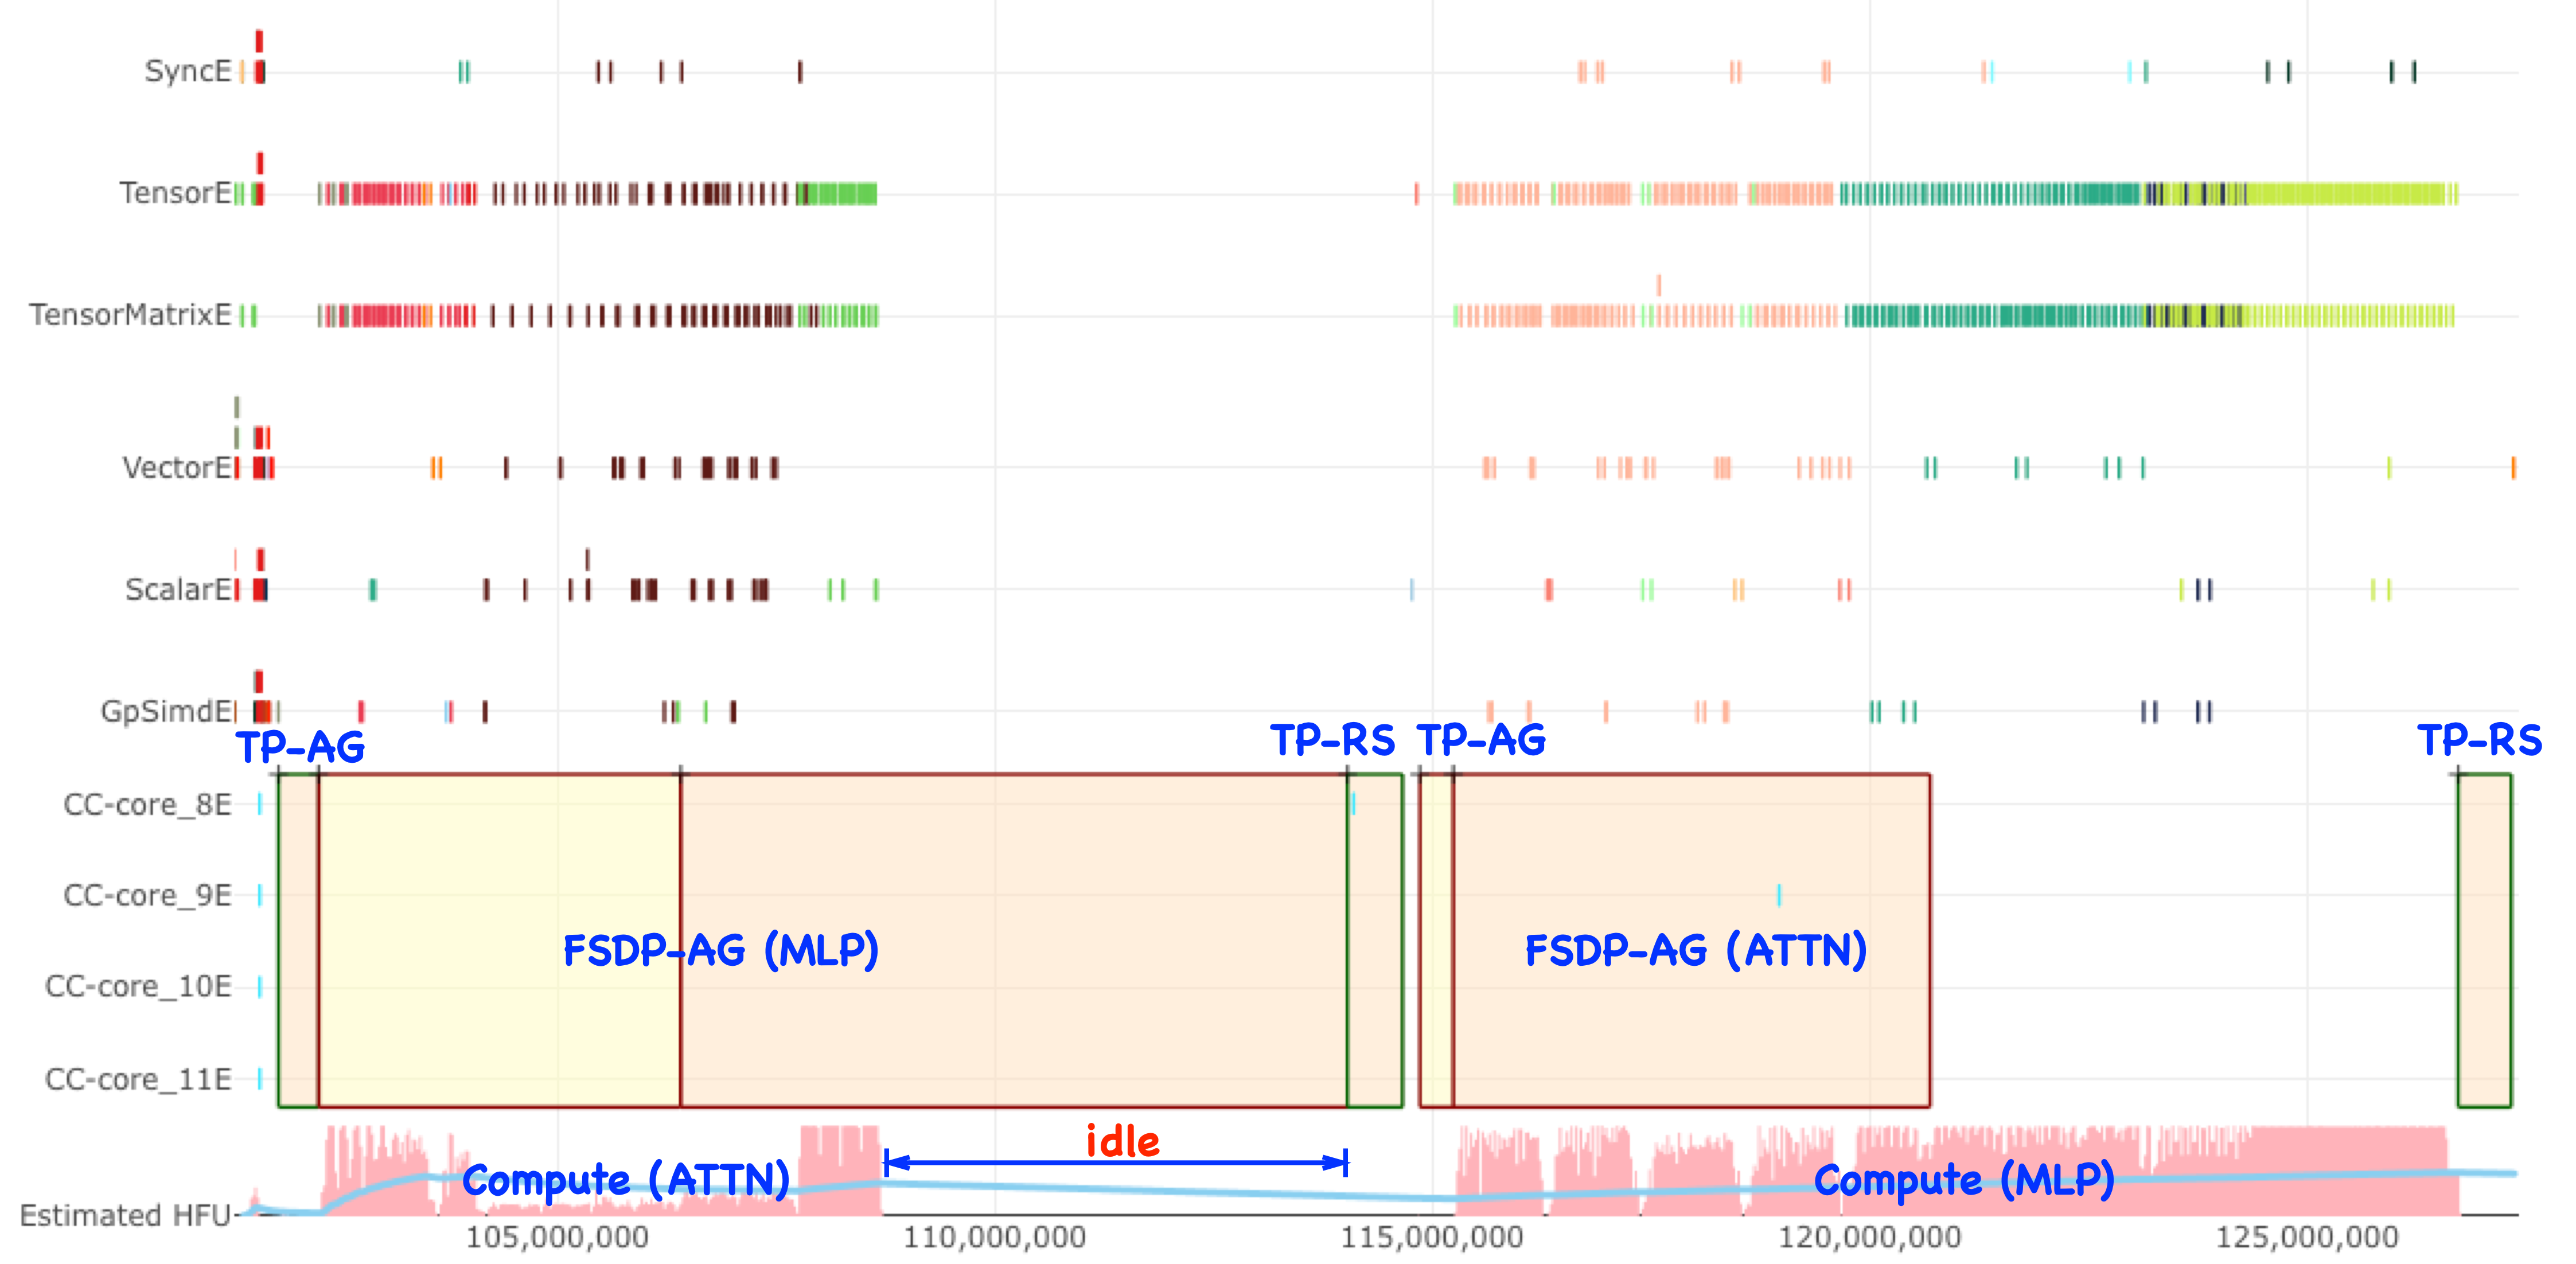 SyncE
TensorE
TensorMatrixE
VectorE
ScalarE
GpSimdE
TP-AG
TP-RS
TP-AG
TP-RS
CC-core_8E
CC-core_9E
FSDP-AG (MLP)
FSDP-AG (ATTN)
CC-core_10E
CC-core_11E
idle
Compute (ATTN)
Compute (MLP)
Estimated HFU
105,000,000
110,000,000
115,000,000
120,000,000
125,000,000